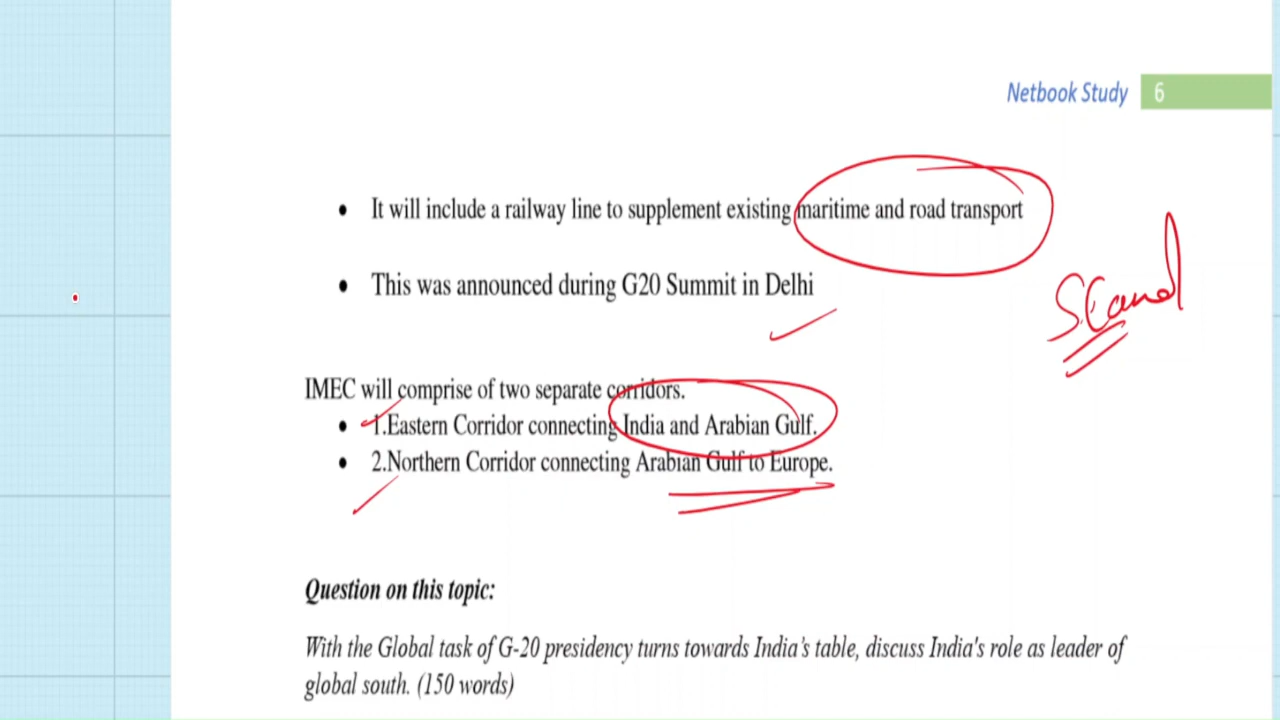 Netbook Study 6
• It will include a railway line to supplement existing maritime and road transport
• This was announced during G20 Summit in Delhi
IMEC will comprise of two separate corridors.
• 1.Eastern Corridor connecting India and Arabian Gulf.
• 2.Northern Corridor connecting Arabian Gulf to Europe.
Question on this topic:
With the Global task of G-20 presidency turns towards India's table, discuss India's role as leader of
global south. (150 words)